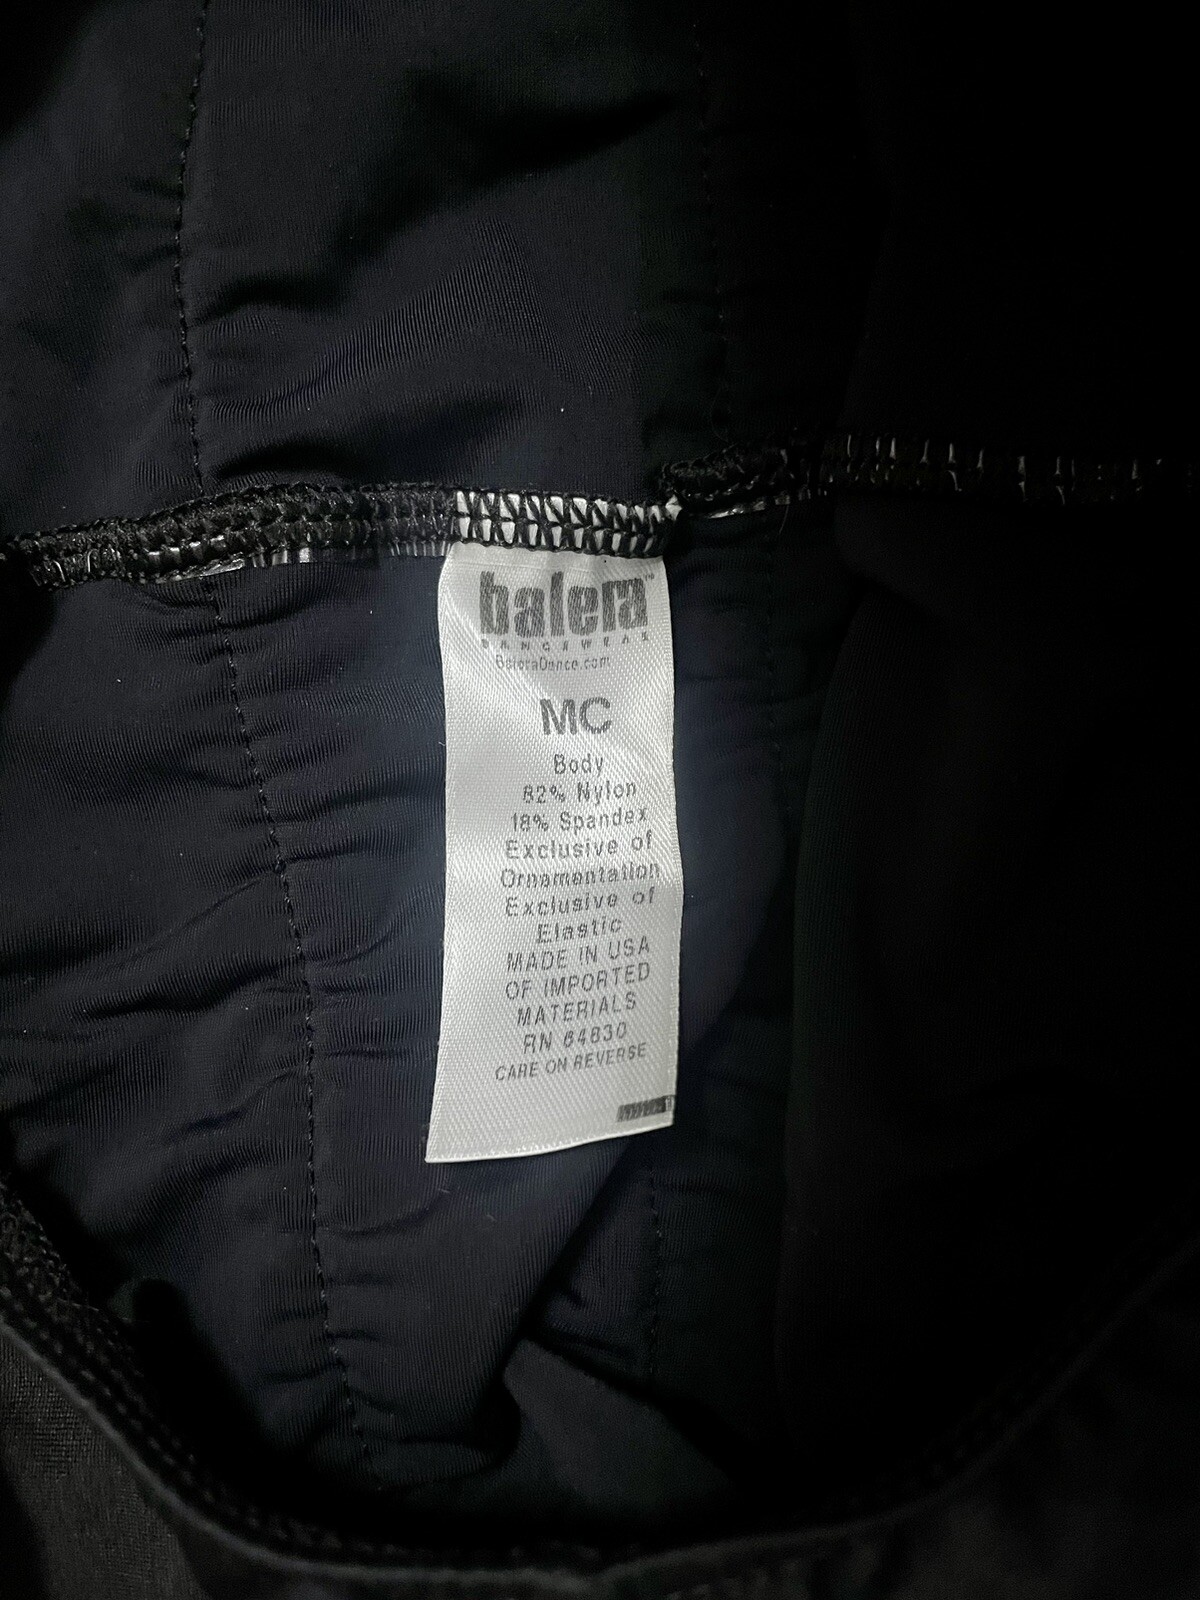 balera™
DANCEWEAR
BaleraDance.com
MC
Body
82% Nylon
18% Spandex
Exclusive of
Ornamentation
Exclusive of
Elastic
MADE IN USA
OF IMPORTED
MATERIALS
RN 64830
CARE ON REVERSE